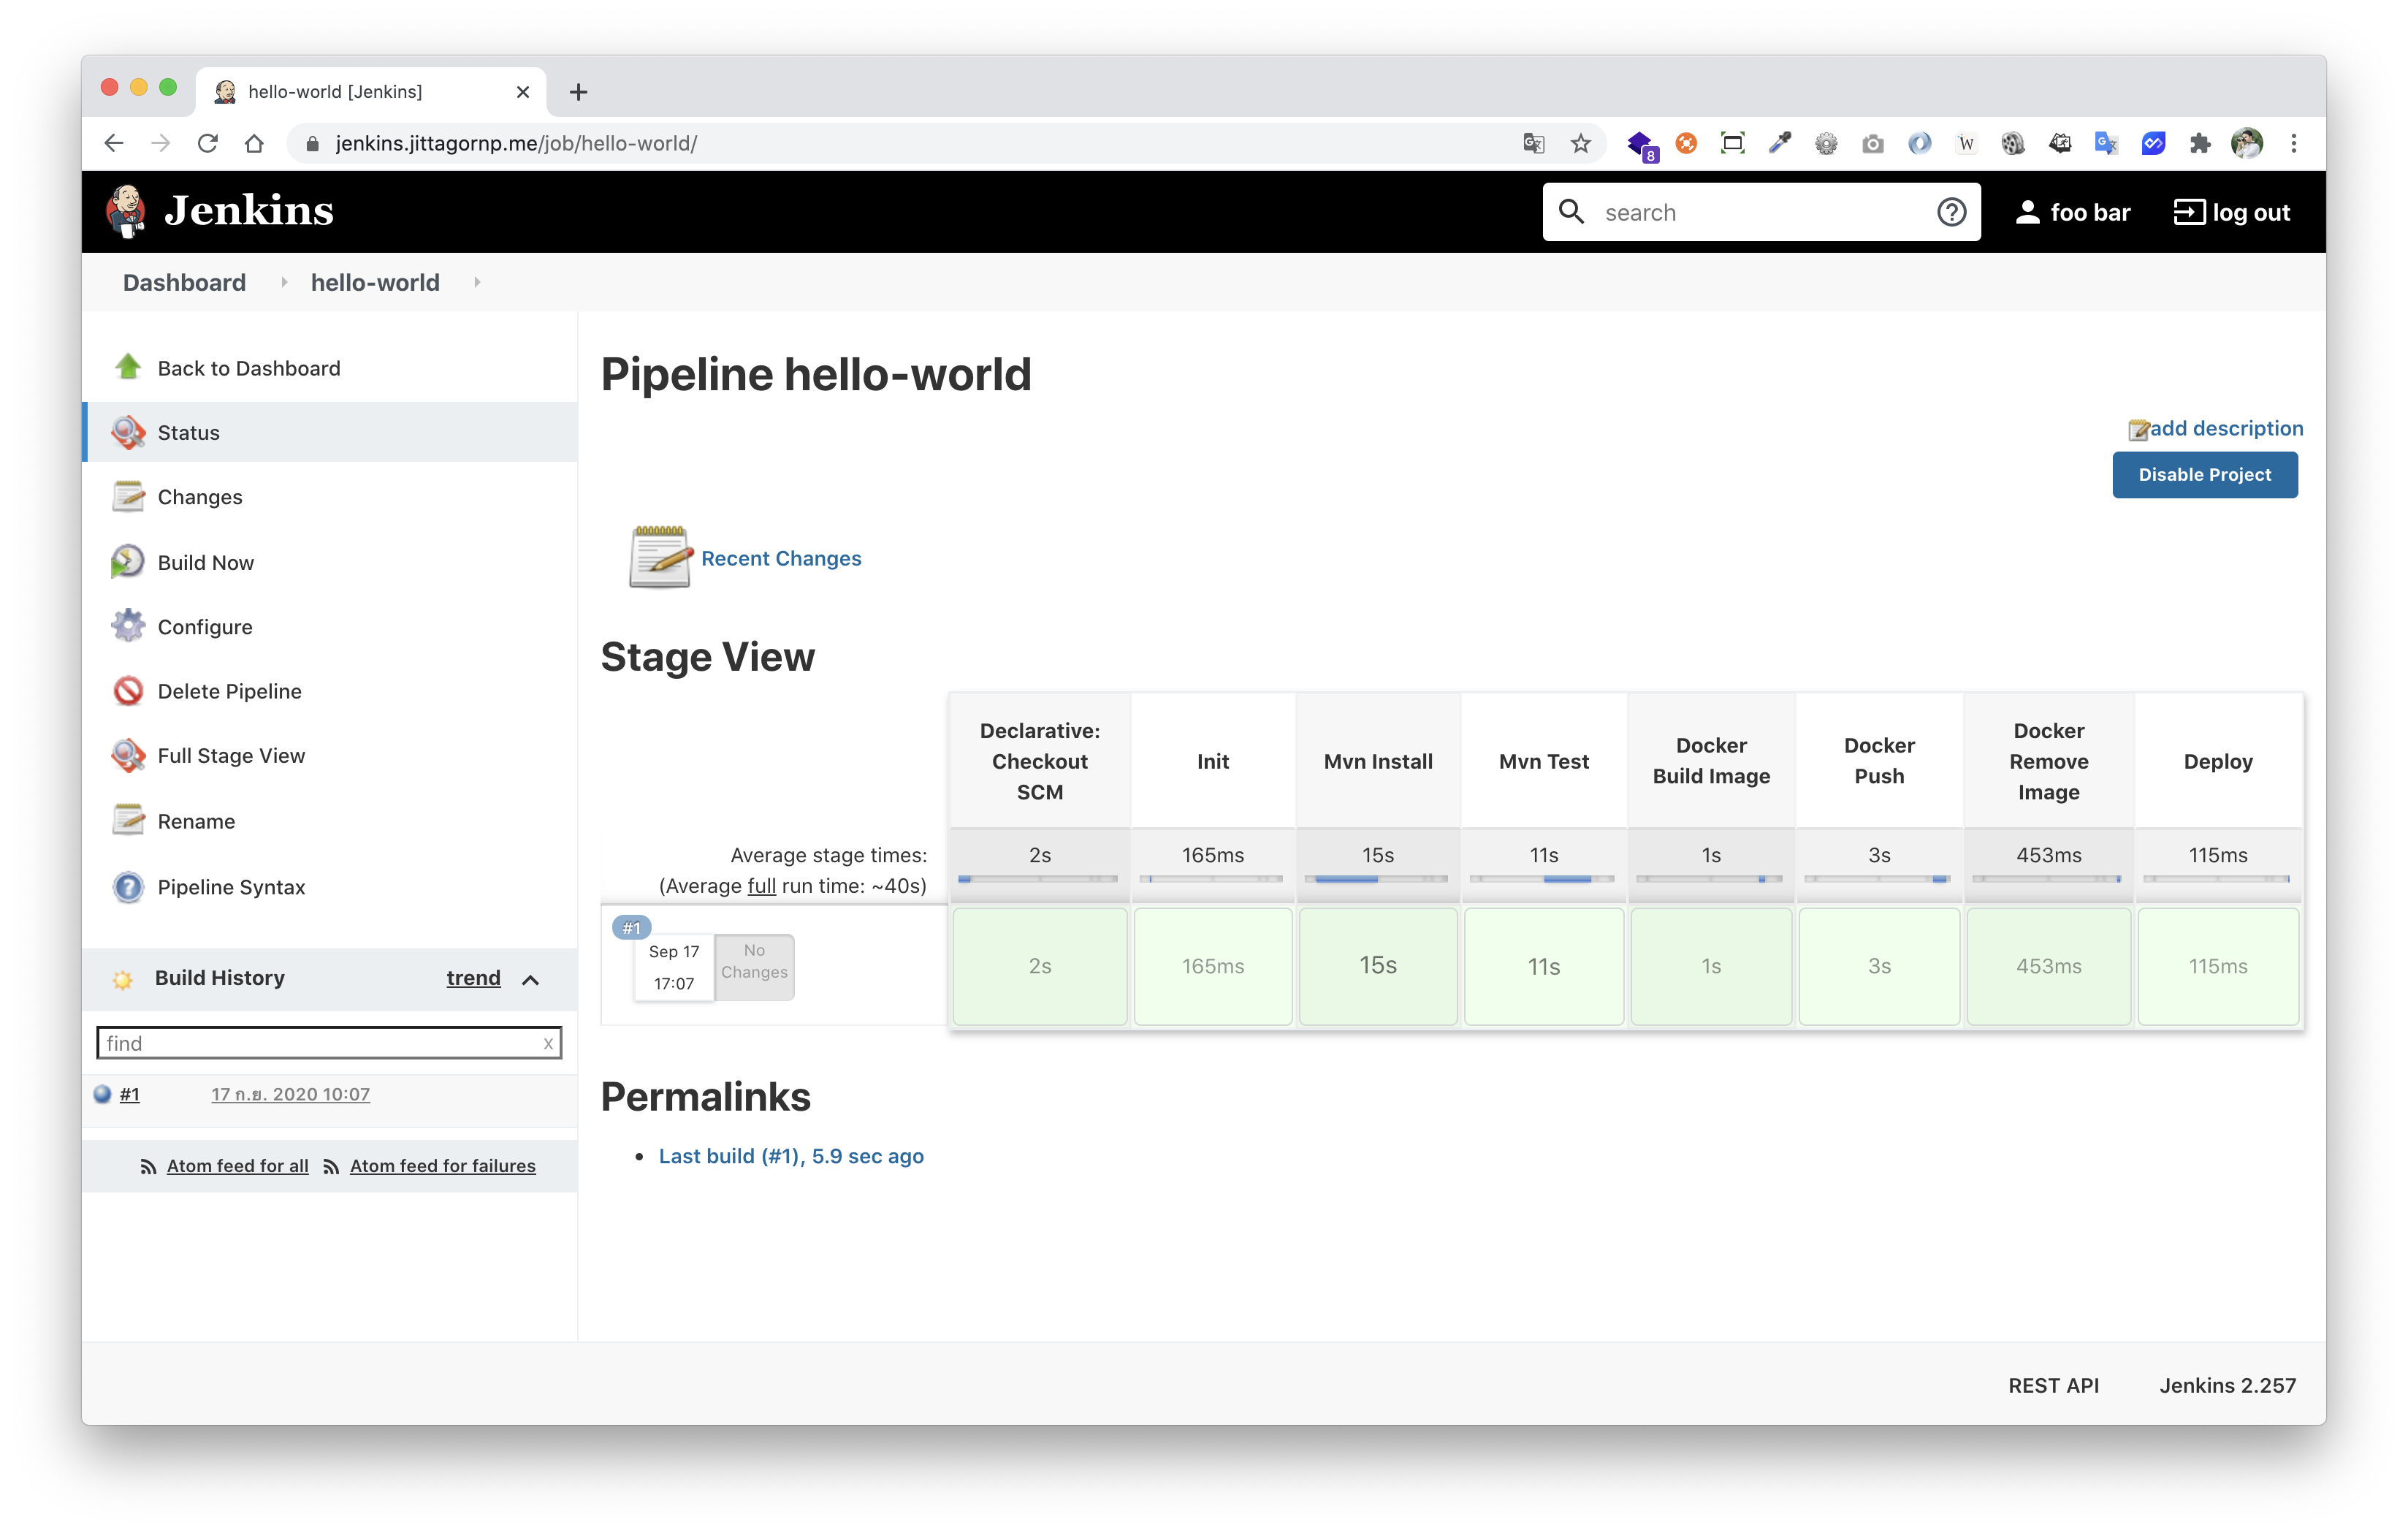 hello-world [Jenkins]
jenkins.jittagornp.me/job/hello-world/
8
W
Jenkins
search
foo bar
log out
Dashboard
hello-world
Back to Dashboard
Status
Changes
Build Now
Configure
Delete Pipeline
Full Stage View
Rename
Pipeline Syntax
Build History
trend
find
x
#1
17 ก.ย. 2020 10:07
Atom feed for all
Atom feed for failures
Pipeline hello-world
add description
Disable Project
Recent Changes
Stage View
Declarative:
Checkout
SCM
Init
Mvn Install
Mvn Test
Docker
Build Image
Docker
Push
Docker
Remove
Image
Deploy
Average stage times:
(Average full run time: ~40s)
2s
165ms
15s
11s
1s
3s
453ms
115ms
#1
Sep 17
17:07
No
Changes
2s
165ms
15s
11s
1s
3s
453ms
115ms
Permalinks
Last build (#1), 5.9 sec ago
REST API
Jenkins 2.257